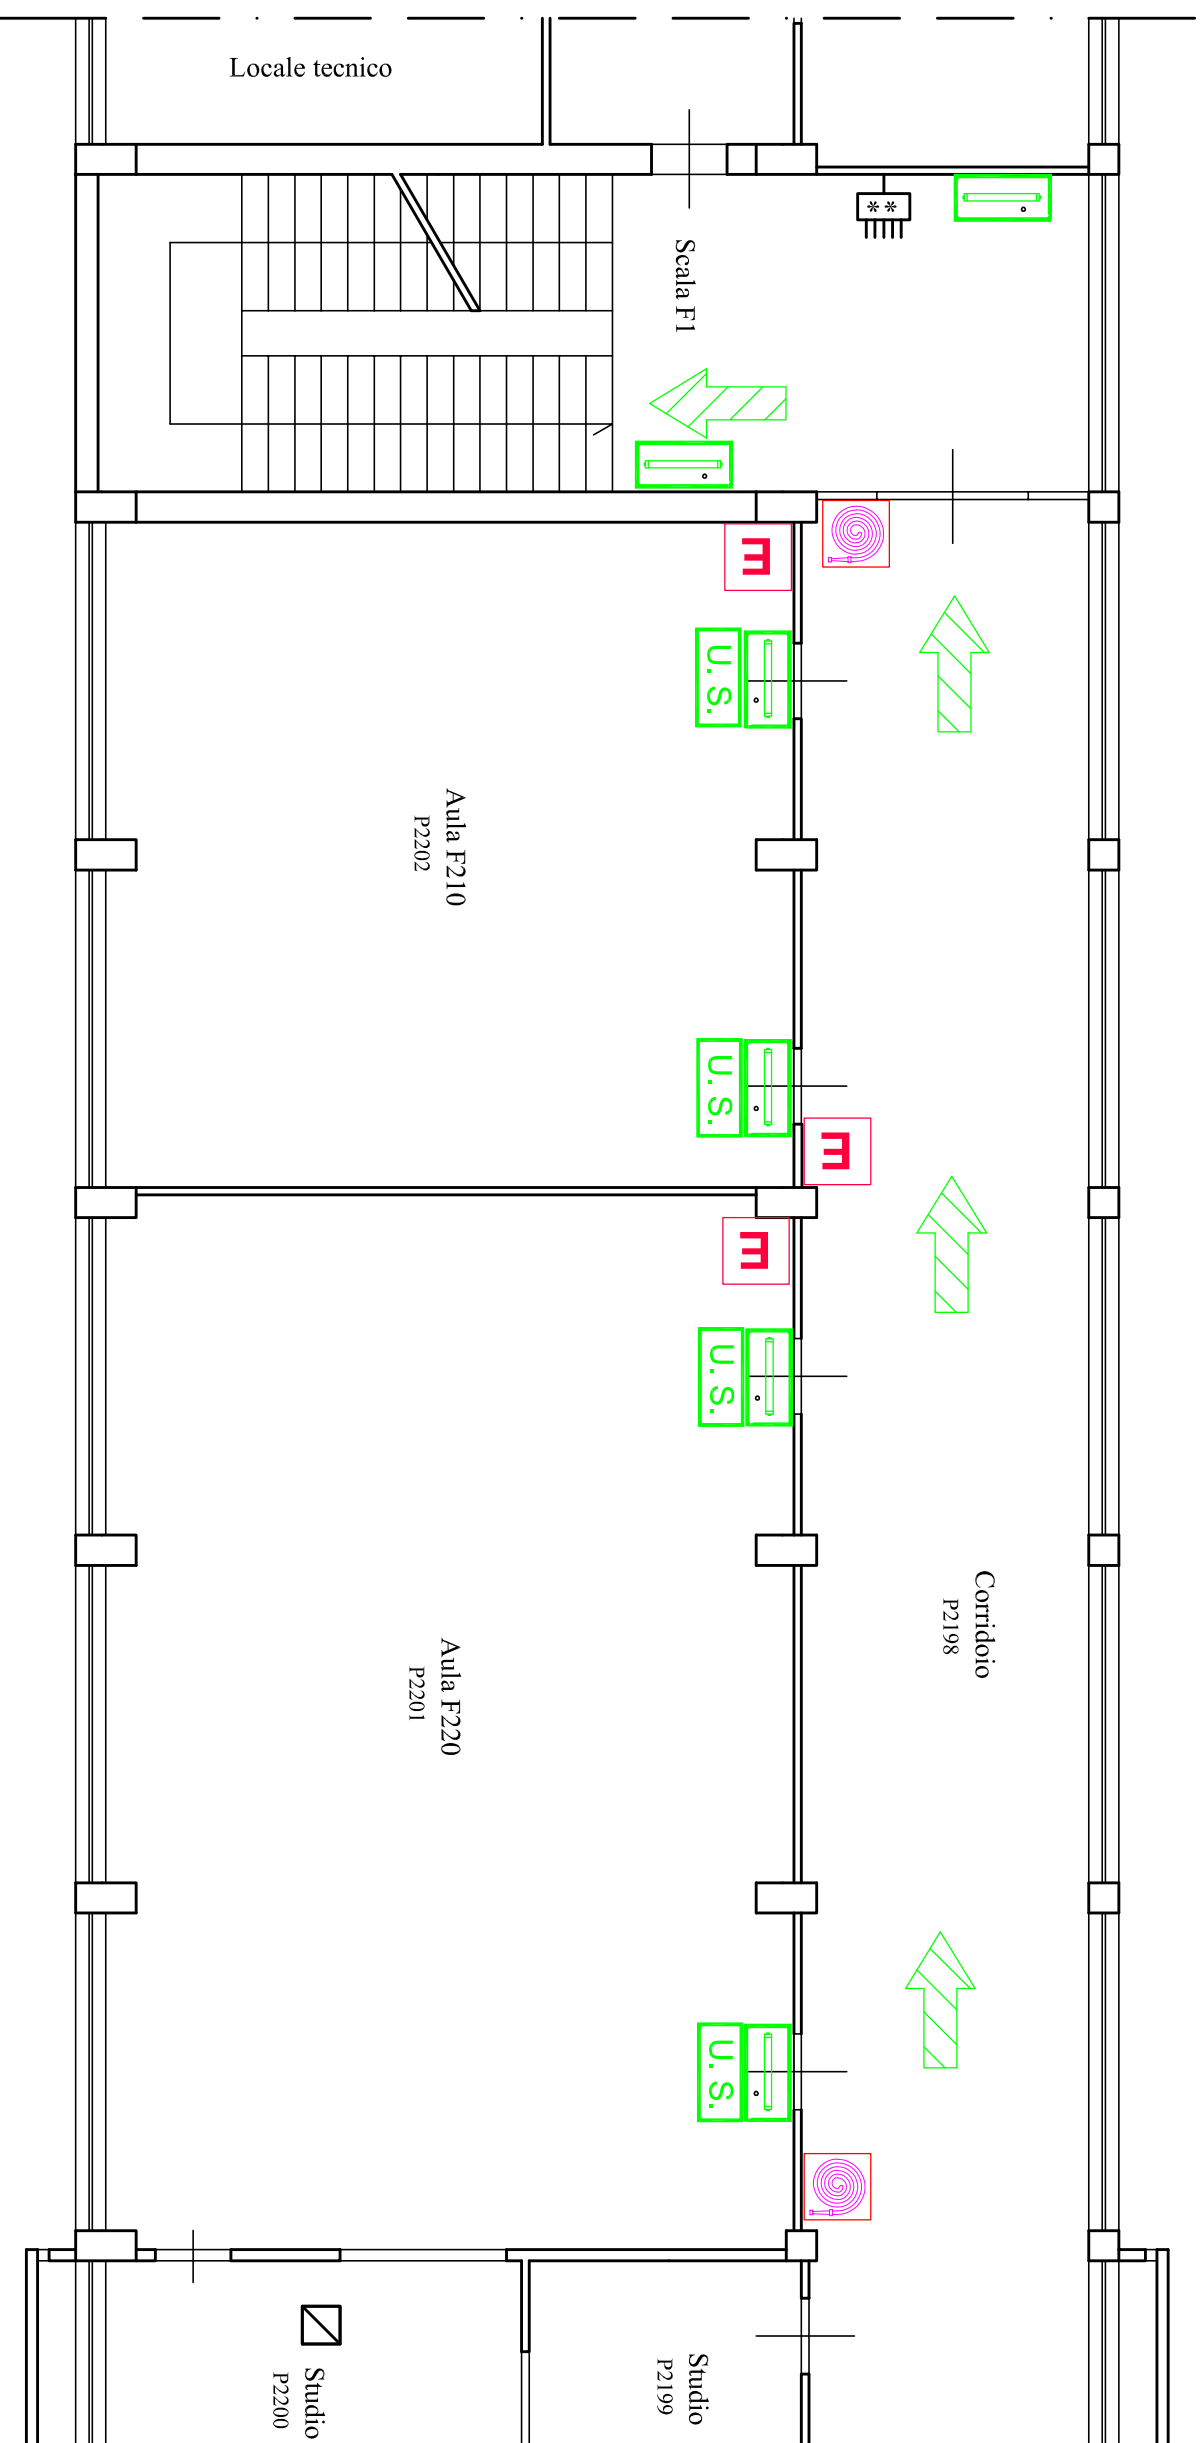 Locale tecnico
**
Scala F1
E
U. S.
Aula F210
P2202
U. S.
E
E
U. S.
Corridoio
P2198
Aula F220
P2201
U. S.
Studio
P2199
Studio
P2200